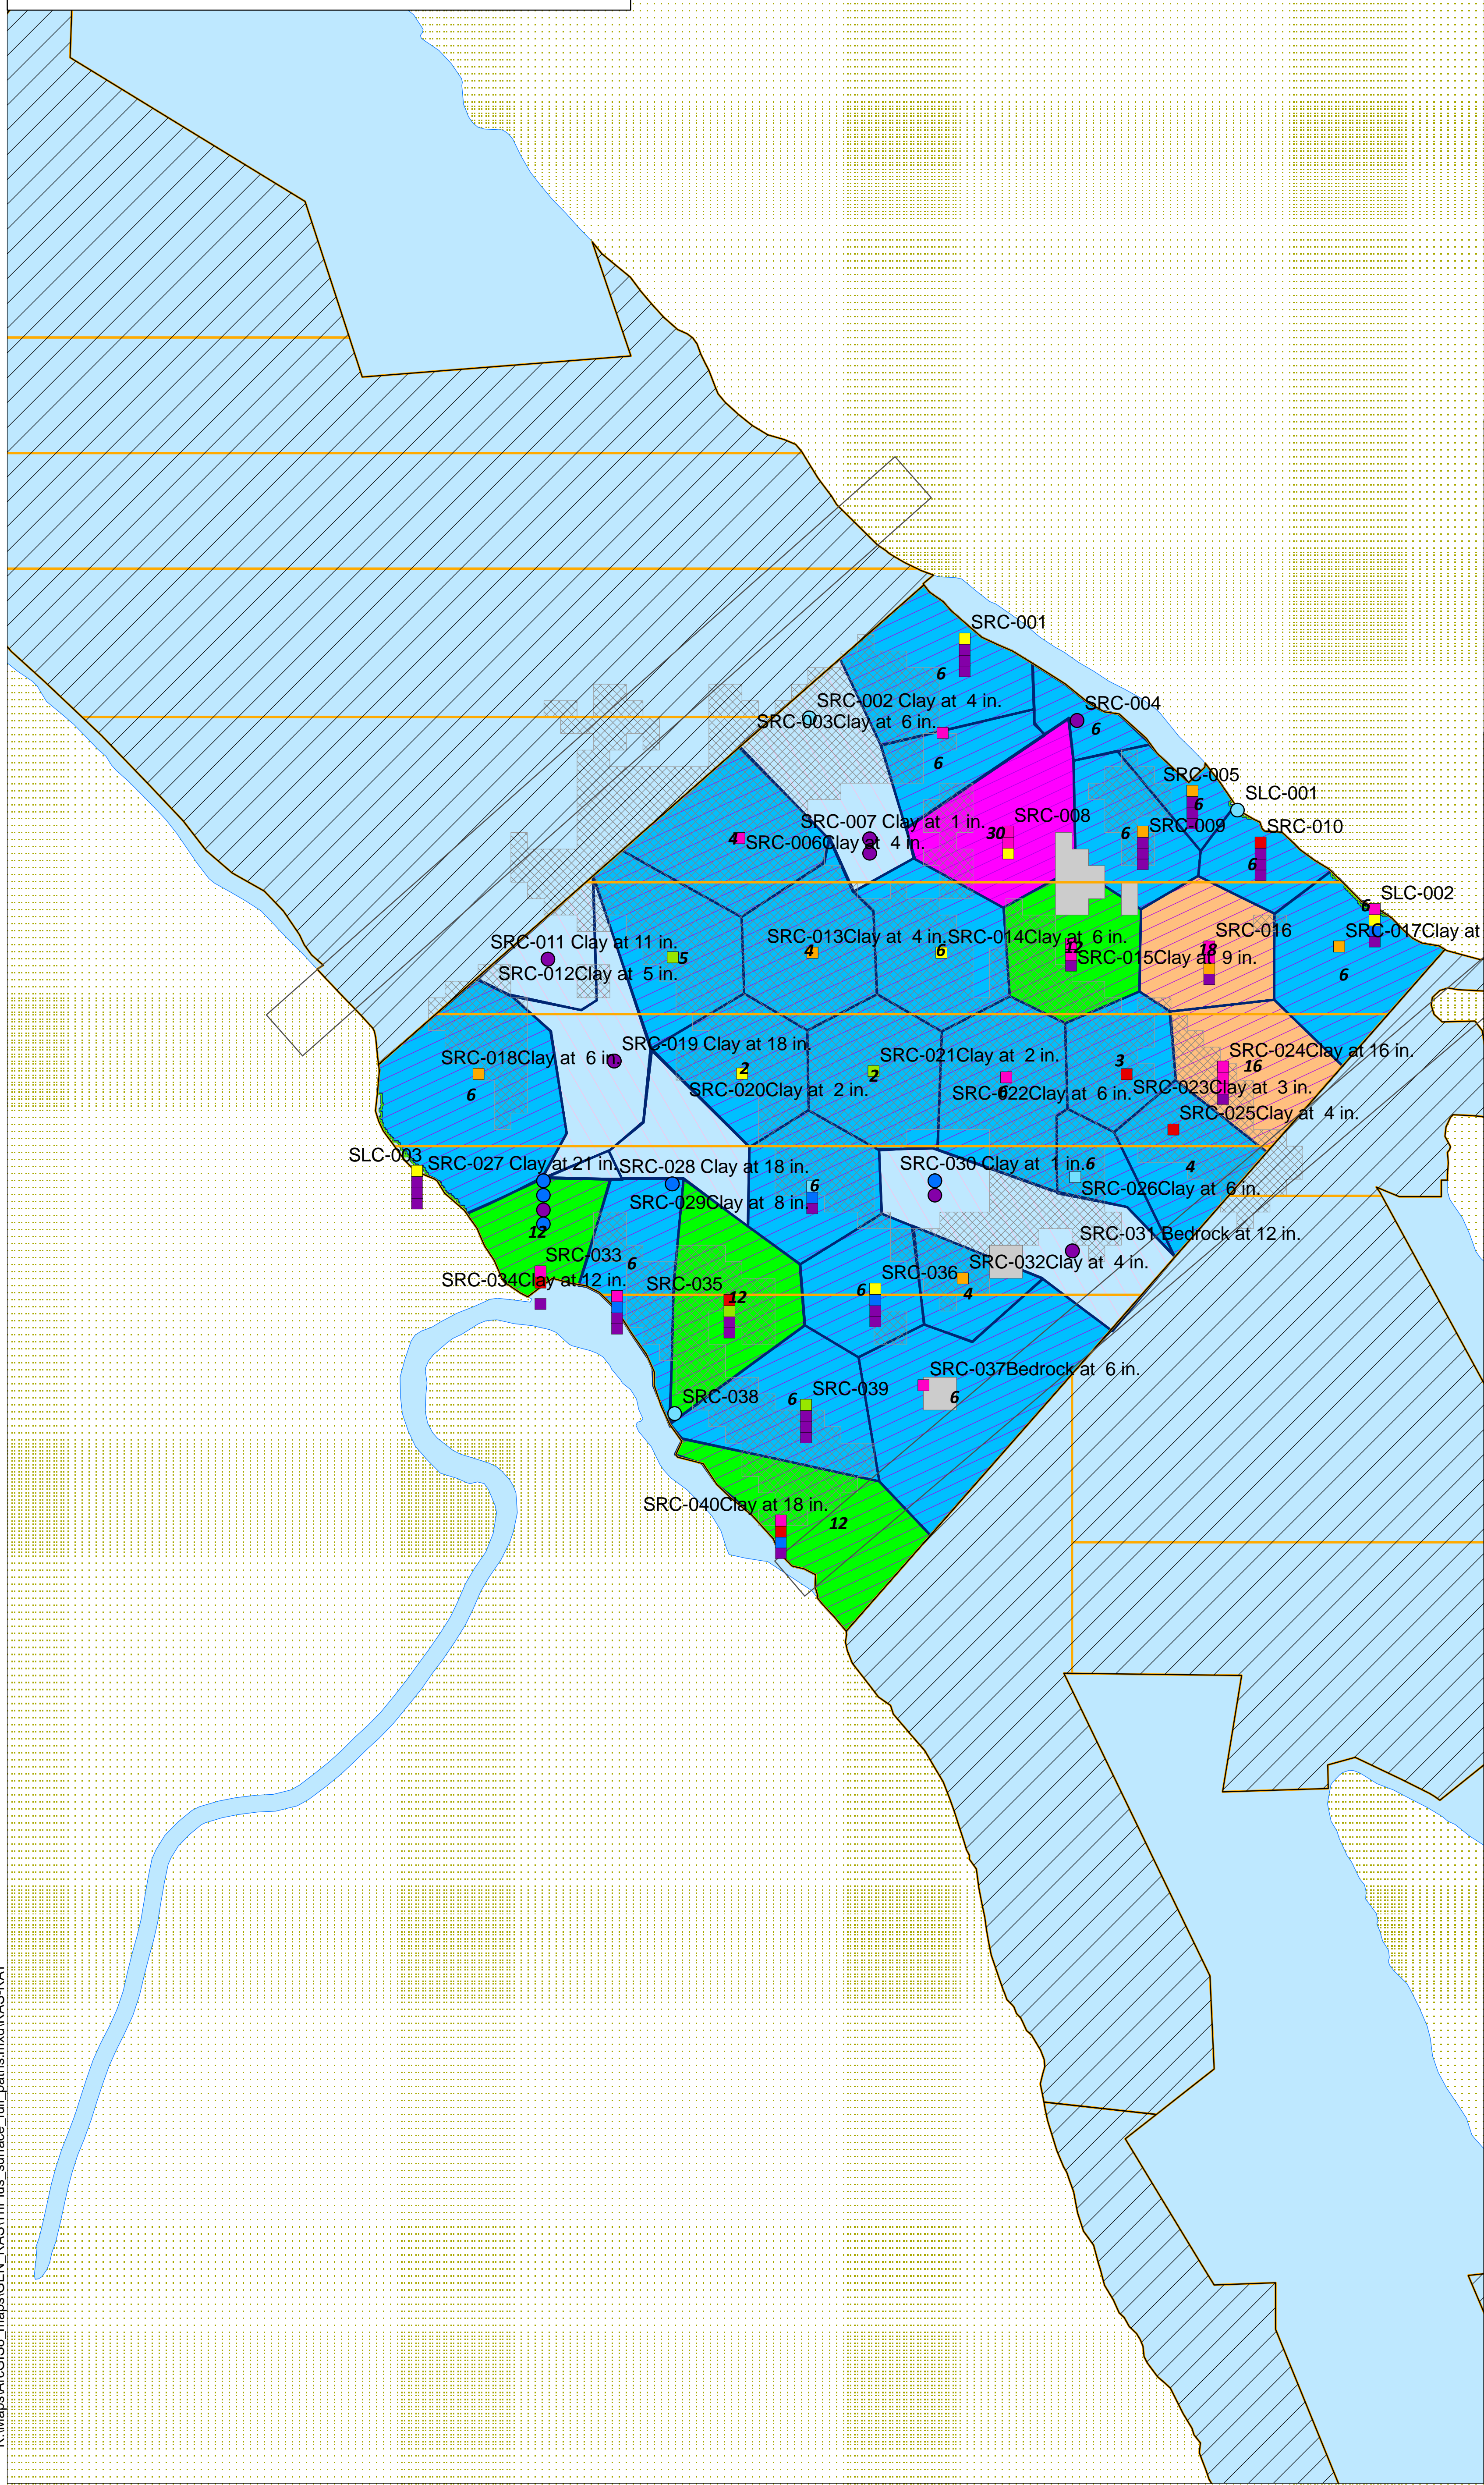 SRC-001
6
SRC-002 Clay at 4 in.
SRC-003Clay at 6 in.
SRC-004
6
6
SRC-005
6
SLC-001
SRC-007 Clay at 1 in.
4
SRC-006Clay at 4 in.
30
SRC-008
6
SRC-009
SRC-010
6
SLC-002
6
SRC-011 Clay at 11 in.
SRC-012Clay at 5 in.
5
SRC-013Clay at 4 in.
4
SRC-014Clay at 6 in.
6
12
SRC-015Clay at 9 in.
SRC-016
18
SRC-017Clay at
6
SRC-018Clay at 6 in.
6
SRC-019 Clay at 18 in.
2
SRC-020Clay at 2 in.
SRC-021Clay at 2 in.
2
SRC-022Clay at 6 in.
6
3
SRC-023Clay at 3 in.
SRC-024Clay at 16 in.
16
SRC-025Clay at 4 in.
4
SLC-003
SRC-027 Clay at 21 in.
SRC-028 Clay at 18 in.
SRC-029Clay at 8 in.
6
SRC-030 Clay at 1 in.
6
SRC-026Clay at 6 in.
12
SRC-031 Bedrock at 12 in.
SRC-033
6
SRC-034Clay at 12 in.
SRC-035
12
6
SRC-036
SRC-032Clay at 4 in.
4
SRC-037Bedrock at 6 in.
6
SRC-038
6
SRC-039
SRC-040Clay at 18 in.
12